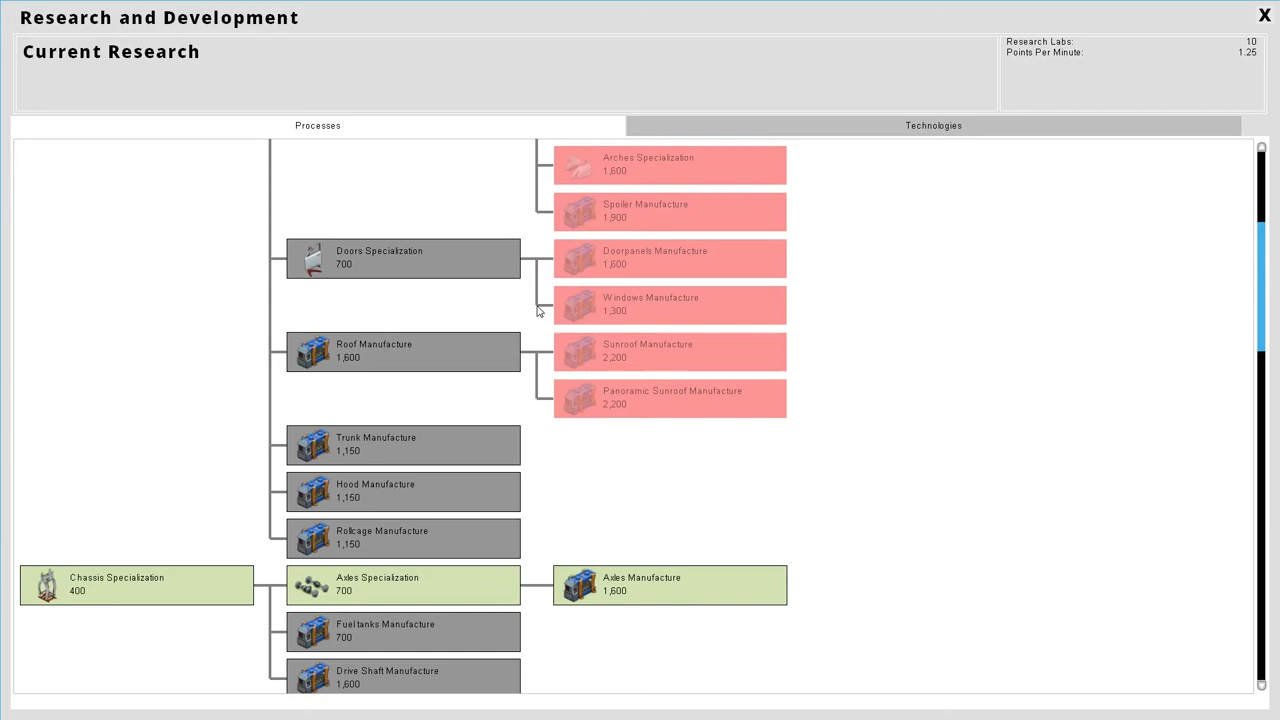 Research and Development
X
Current Research
Research Labs: 10
Points Per Minute: 1.25
Processes
Technologies
Arches Specialization
1,600
Spoiler Manufacture
1,900
Doors Specialization
700
Doorpanels Manufacture
1,600
Windows Manufacture
1,300
Roof Manufacture
1,600
Sunroof Manufacture
2,200
Panoramic Sunroof Manufacture
2,200
Trunk Manufacture
1,150
Hood Manufacture
1,150
Rollcage Manufacture
1,150
Chassis Specialization
400
Axles Specialization
700
Axles Manufacture
1,600
Fueltanks Manufacture
700
Drive Shaft Manufacture
1,600